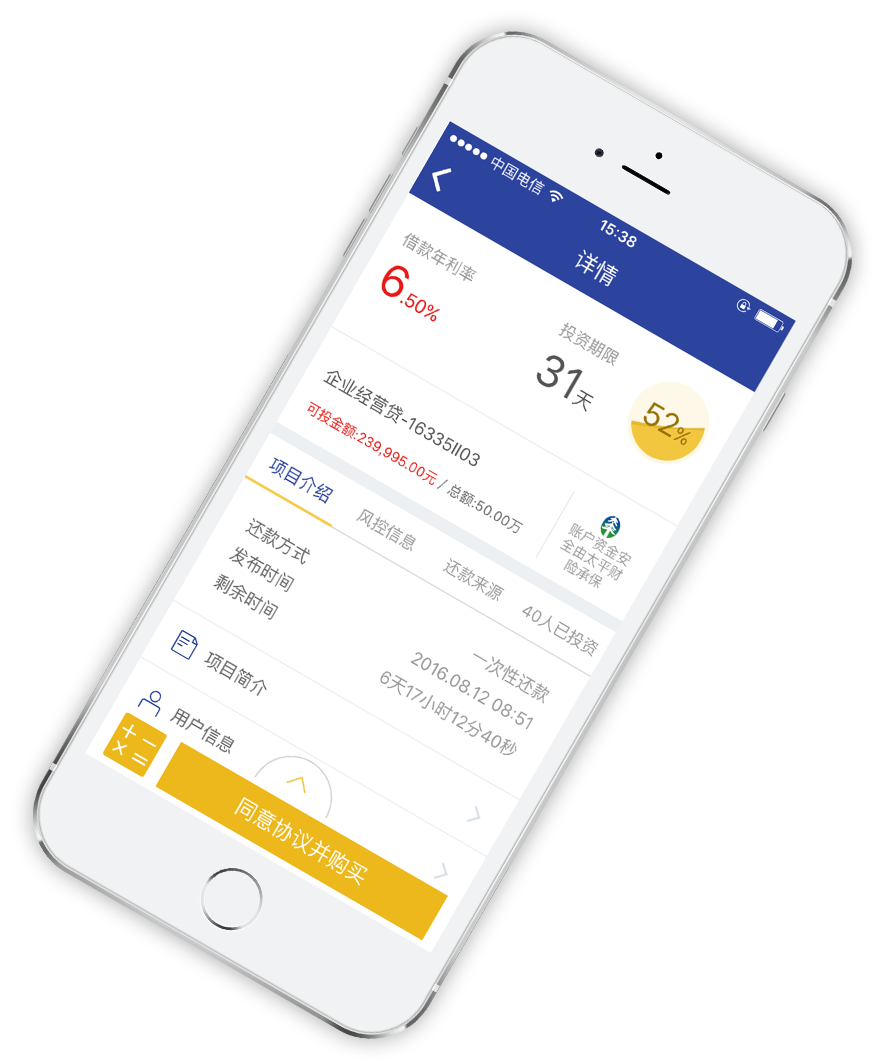 中国电信
15:38
详情
借款年利率
6.50%
投资期限
31天
52%
企业经营贷-16335II03
可投金额:239,995.00元 / 总额:50.00万
账户资金安
全由太平财
险承保
项目介绍
风控信息
还款来源
40人已投资
还款方式
一次性还款
发布时间
2016.08.12 08:51
剩余时间
6天17小时12分40秒
项目简介
用户信息
同意协议并购买